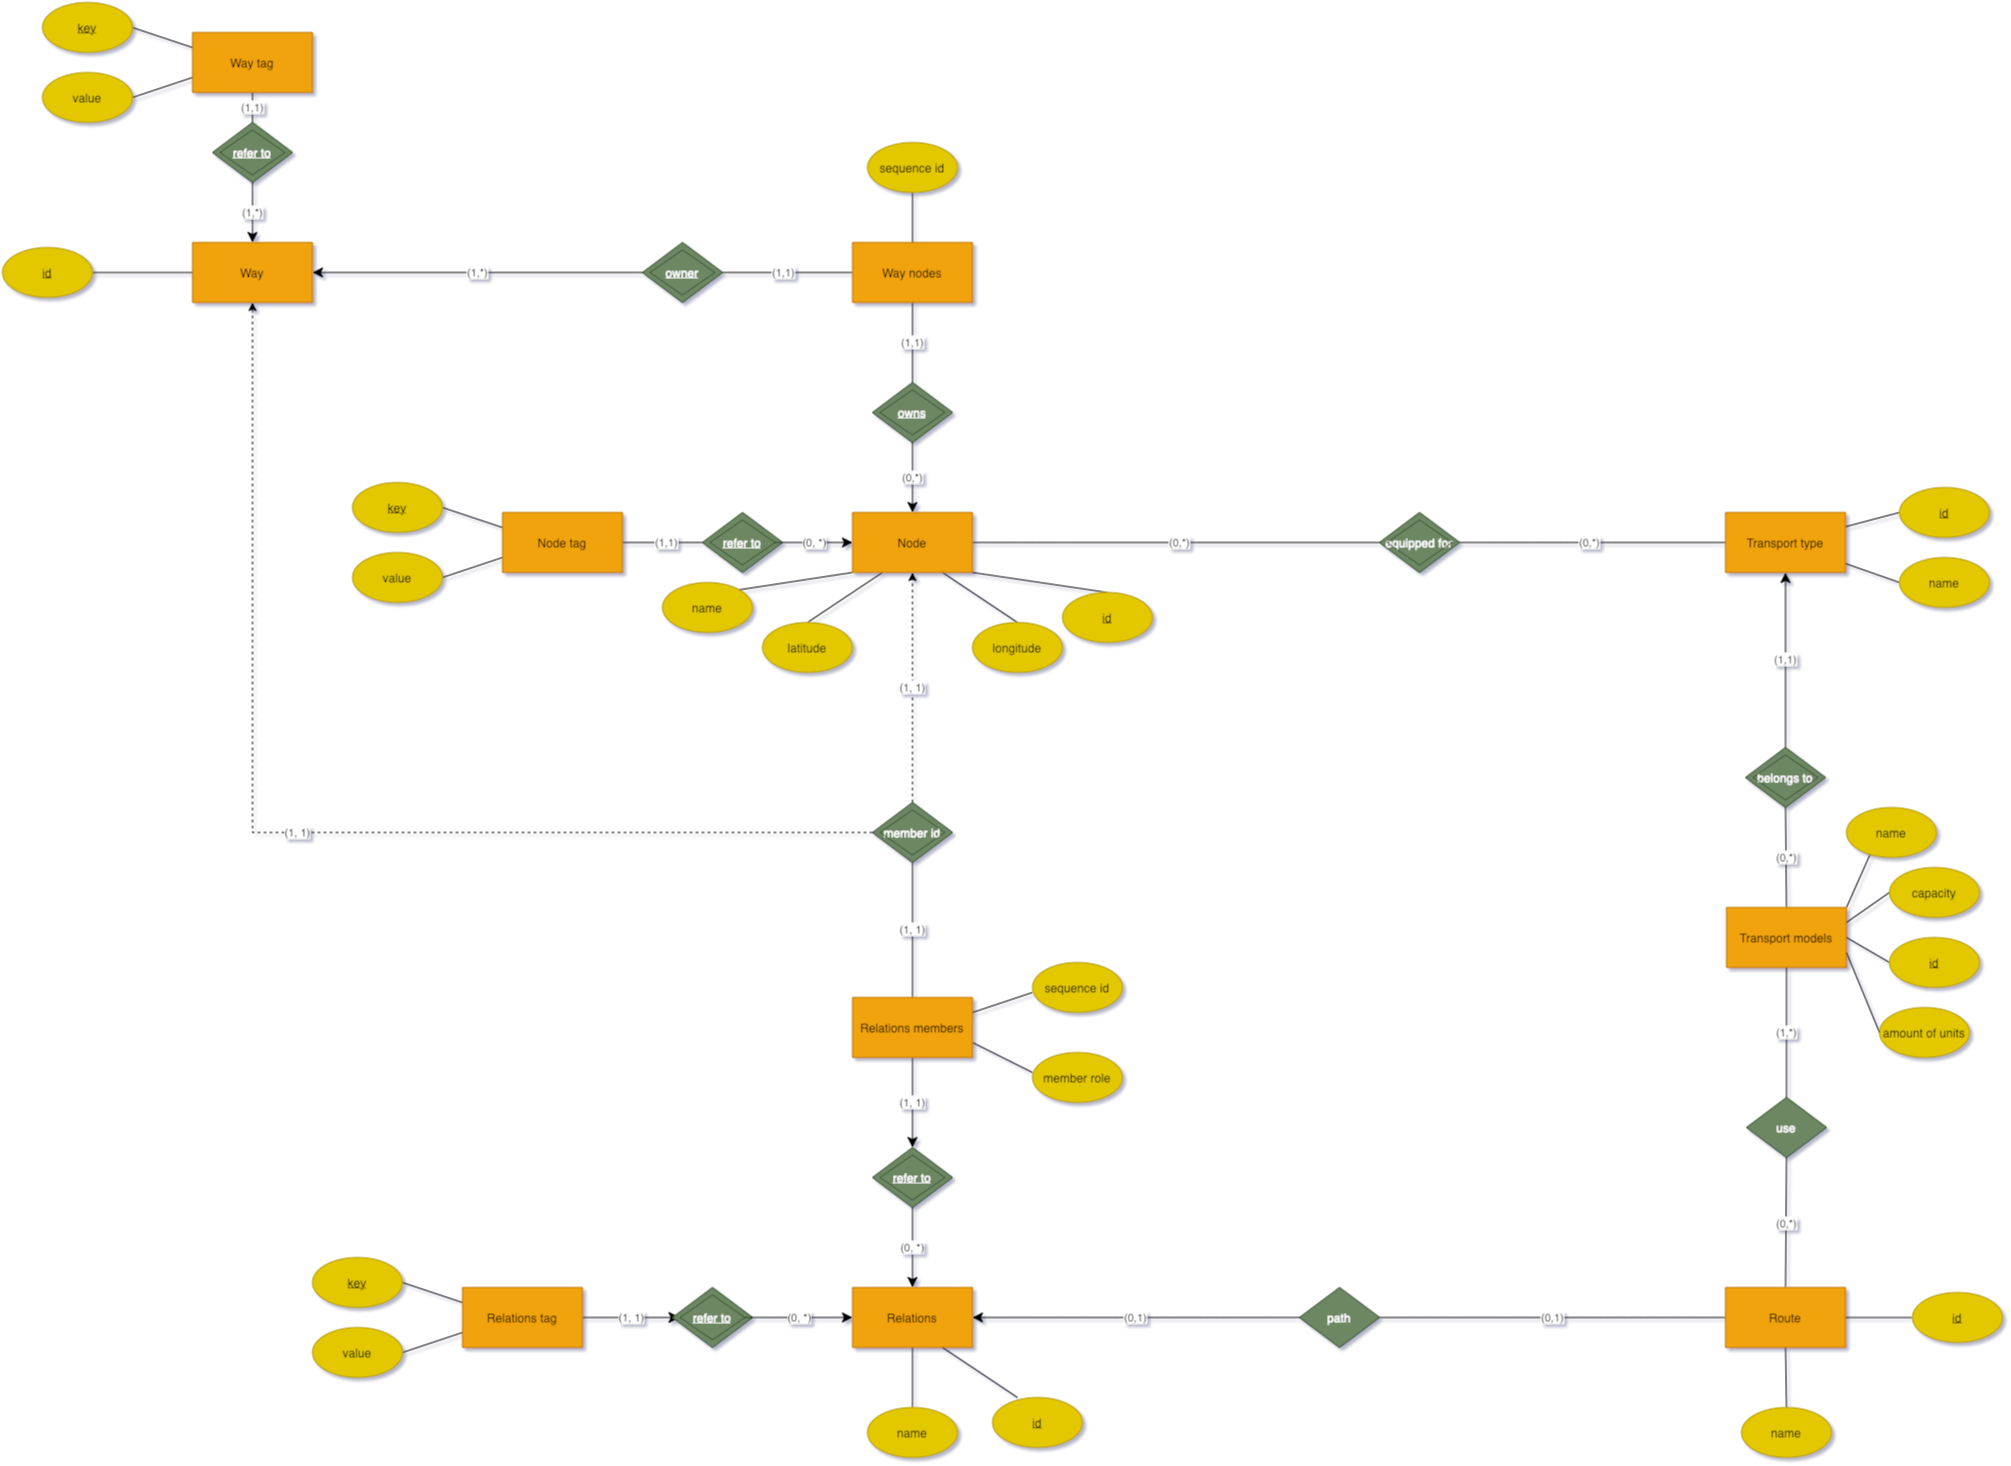 key
Way tag
value
(1,1)
refer to
sequence id
(1,*)
id
Way
(1,*)
owner
(1,1)
Way nodes
(1,1)
owns
(0,*)
key
id
Node tag
(1,1)
refer to
(0, *)
Node
(0,*)
equipped for
(0,*)
Transport type
value
name
name
id
latitude
longitude
(1,1)
(1, 1)
belongs to
(1, 1)
member id
name
(0,*)
capacity
(1, 1)
Transport models
id
sequence id
Relations members
(1,*)
amount of units
member role
(1, 1)
use
refer to
(0,*)
(0, *)
key
Relations tag
(1, 1)
refer to
(0, *)
Relations
(0,1)
path
(0,1)
Route
id
value
id
name
name